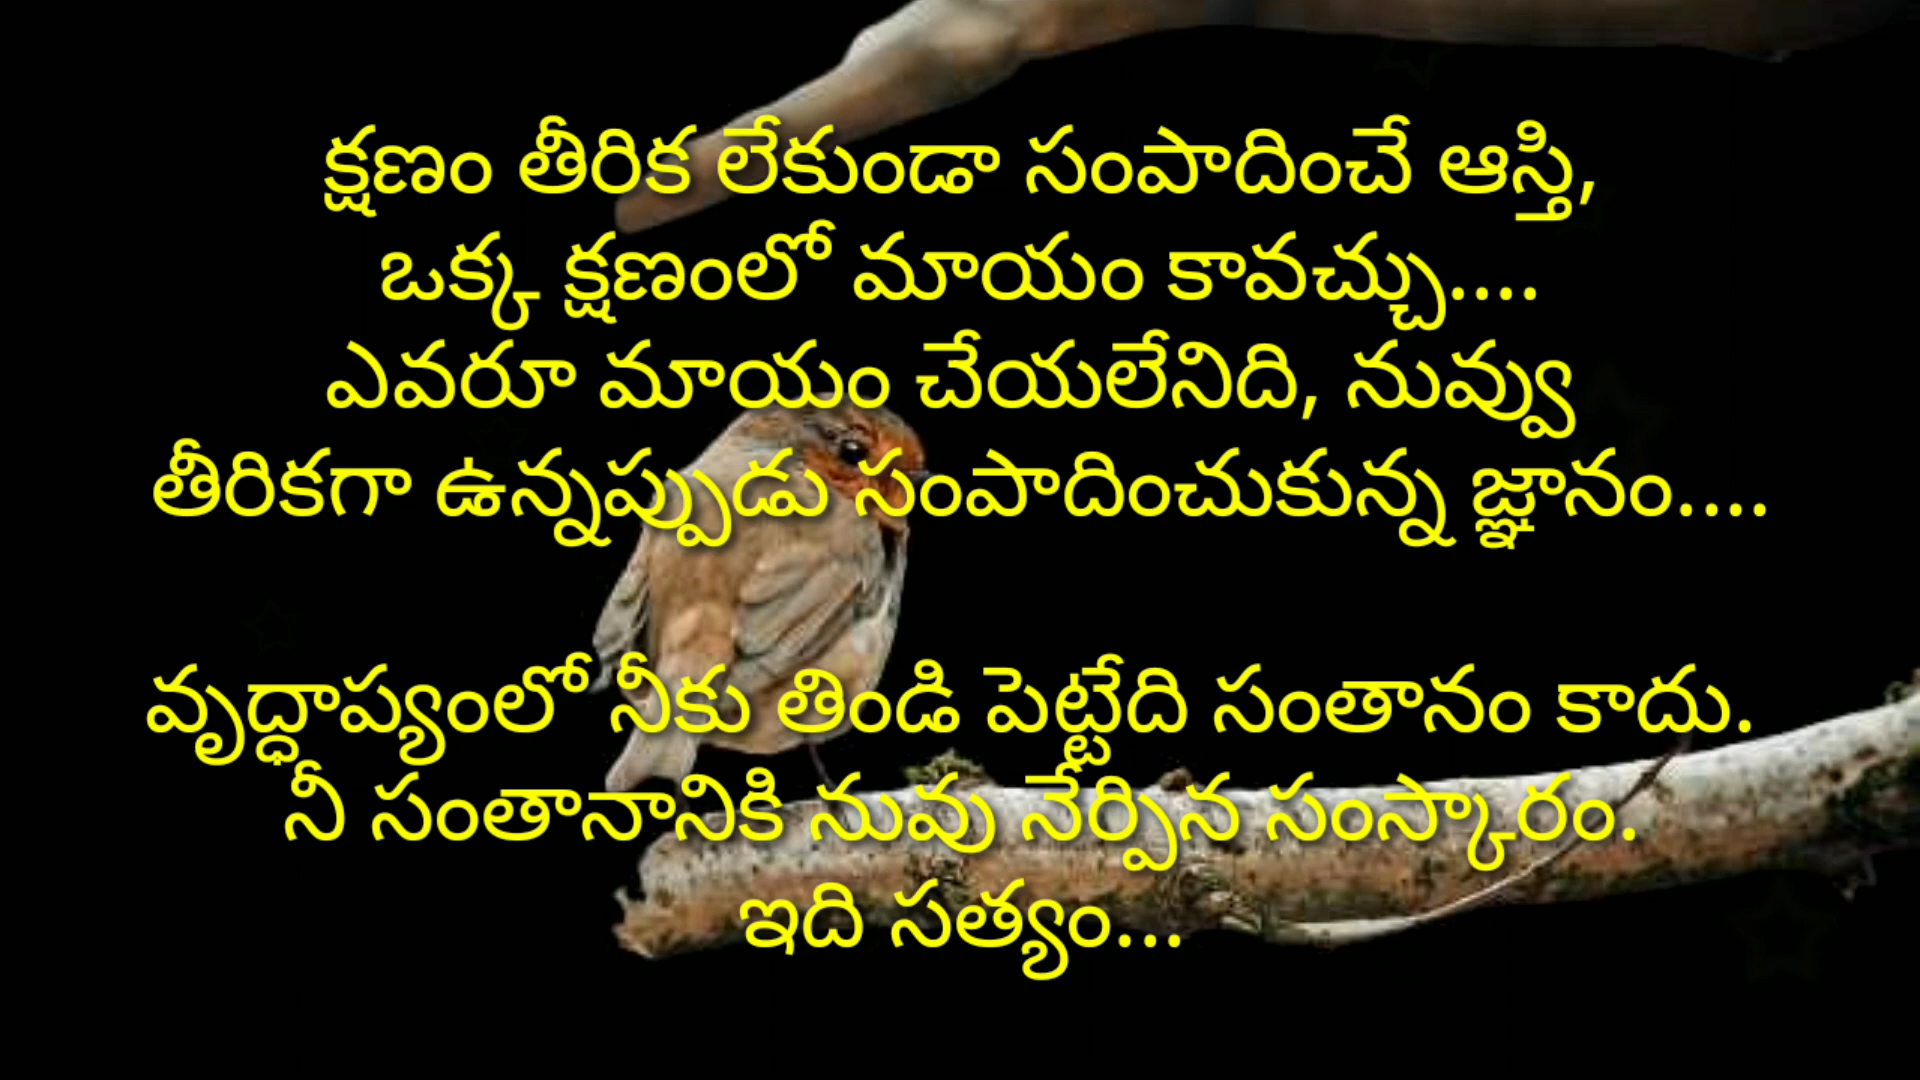 క్షణం తీరిక లేకుండా సంపాదించే ఆస్తి,
ఒక్క క్షణంలో మాయం కావచ్చు....
ఎవరూ మాయం చేయలేనిది, నువ్వు
తీరికగా ఉన్నప్పుడు సంపాదించుకున్న జ్ఞానం....
వృద్ధాప్యంలో నీకు తిండి పెట్టేది సంతానం కాదు.
నీ సంతానానికి నువు నేర్పిన సంస్కారం.
ఇది సత్యం...